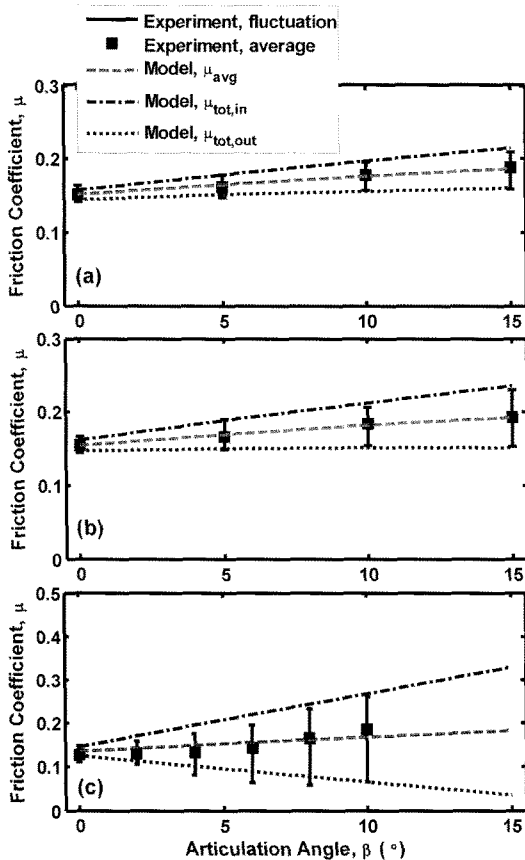 Experiment, fluctuation
Experiment, average
Model, μavg
Model, μtot,in
Model, μtot,out
0.3
0.2
0.1
0
Friction Coefficient, μ
(a)
0 5 10 15
0.3
0.2
0.1
0
Friction Coefficient, μ
(b)
0 5 10 15
0.5
0.4
0.3
0.2
0.1
0
Friction Coefficient, μ
(c)
0 5 10 15
Articulation Angle, β (°)